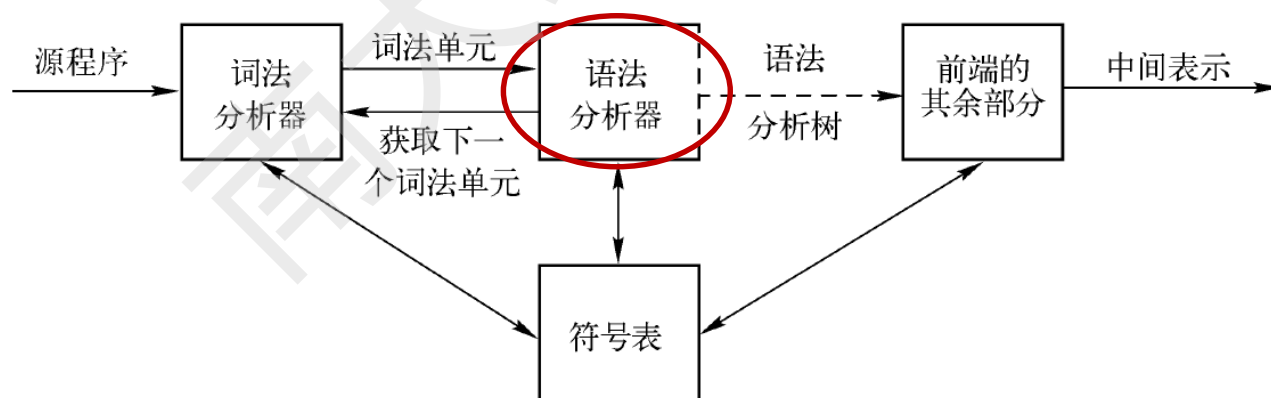 源程序
词法
分析器
词法单元
获取下一
个词法单元
语法
分析器
语法
分析树
前端的
其余部分
中间表示
符号表
南大